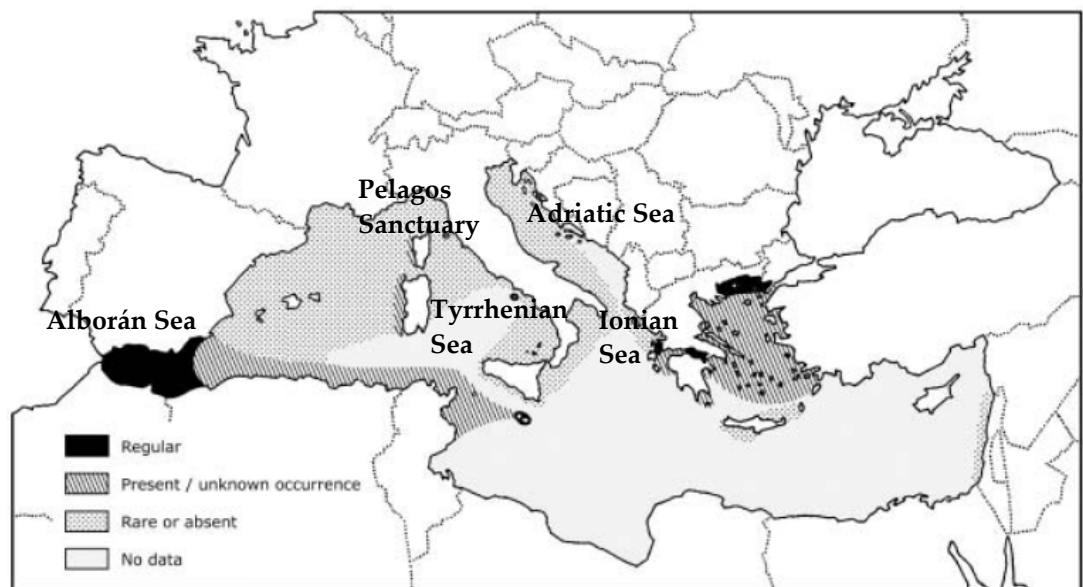 Pelagos
Sanctuary
Adriatic Sea
Alborán Sea
Tyrrhenian
Sea
Ionian
Sea
Regular
Present / unknown occurrence
Rare or absent
No data